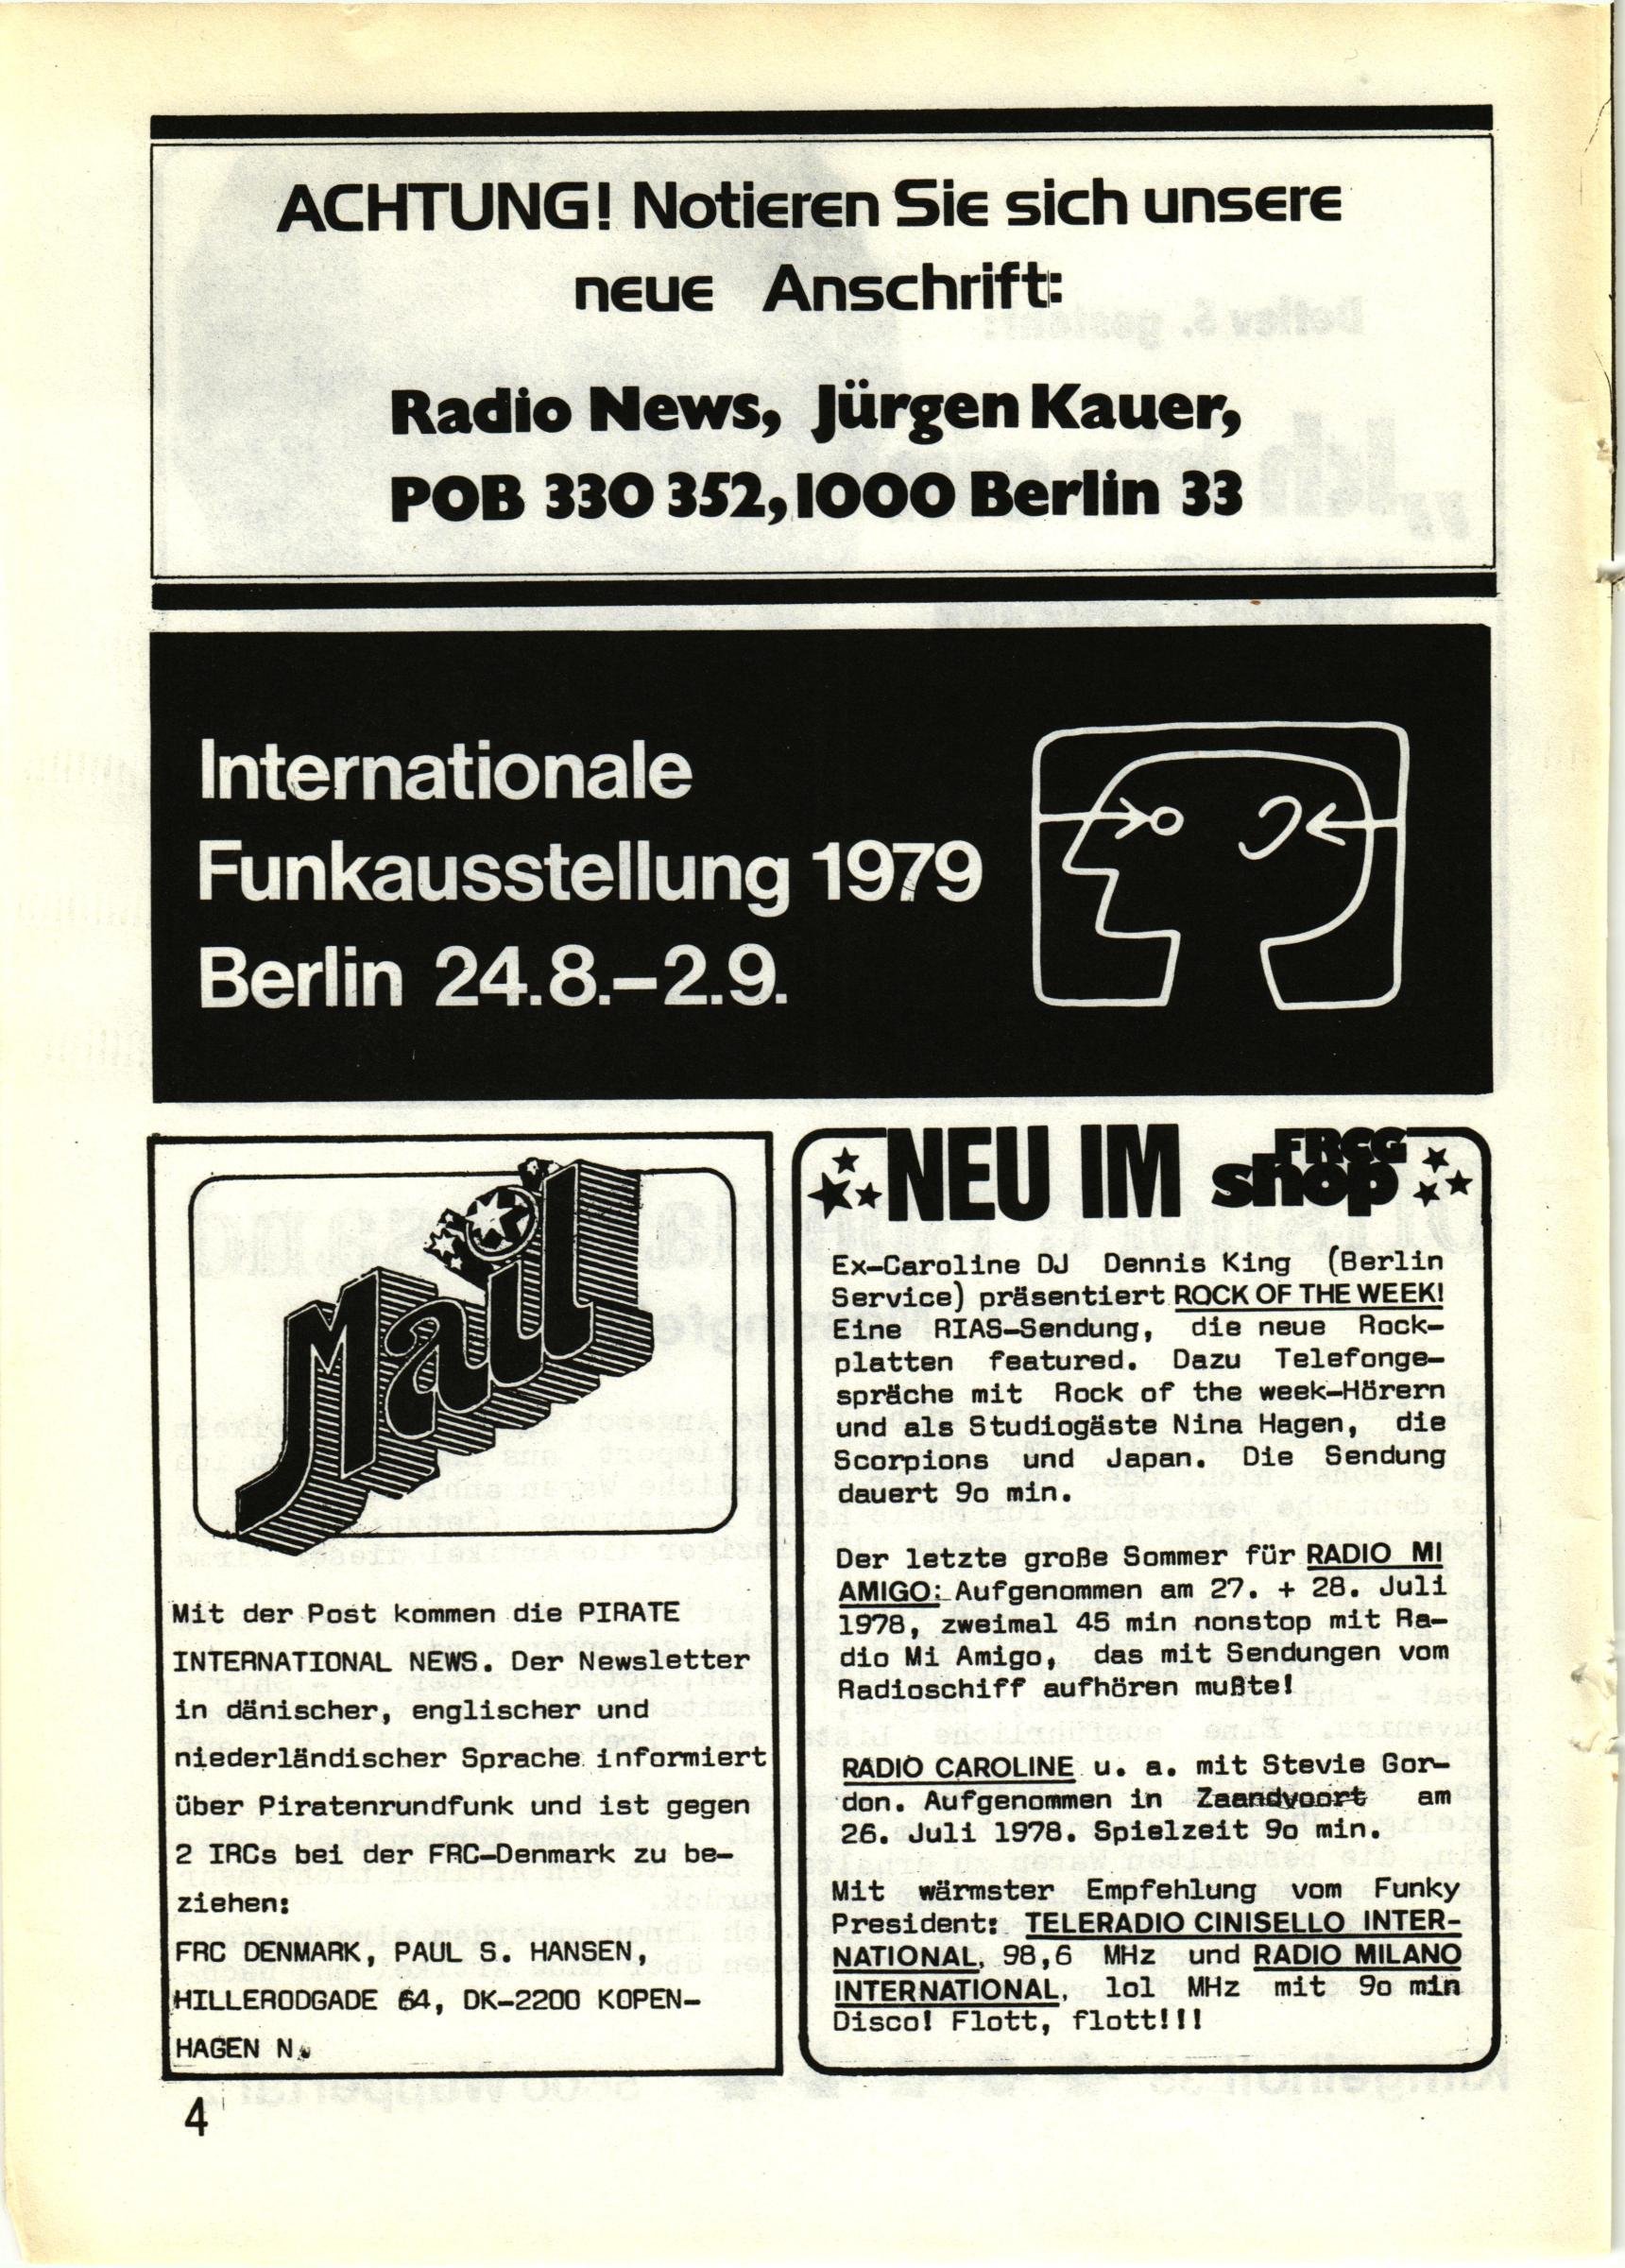 ACHTUNG! Notieren Sie sich unsere
neue Anschrift:
Radio News, Jürgen Kauer,
POB 330 352, 1000 Berlin 33
Internationale
Funkausstellung 1979
Berlin 24.8.–2.9.
Mail
Mit der Post kommen die PIRATE
INTERNATIONAL NEWS. Der Newsletter
in dänischer, englischer und
niederländischer Sprache informiert
über Piratenrundfunk und ist gegen
2 IRCs bei der FRC-Denmark zu be-
ziehen:
FRC DENMARK, PAUL S. HANSEN,
HILLERODGADE 64, DK-2200 KOPEN-
HAGEN N.
NEU IM FRCG shop
Ex-Caroline DJ Dennis King (Berlin
Service) präsentiert ROCK OF THE WEEK!
Eine RIAS-Sendung, die neue Rock-
platten featured. Dazu Telefonge-
spräche mit Rock of the week-Hörern
und als Studiogäste Nina Hagen, die
Scorpions und Japan. Die Sendung
dauert 9o min.
Der letzte große Sommer für RADIO MI
AMIGO: Aufgenommen am 27. + 28. Juli
1978, zweimal 45 min nonstop mit Ra-
dio Mi Amigo, das mit Sendungen vom
Radioschiff aufhören mußte!
RADIO CAROLINE u. a. mit Stevie Gor-
don. Aufgenommen in Zaandvoort am
26. Juli 1978. Spielzeit 9o min.
Mit wärmster Empfehlung vom Funky
President: TELERADIO CINISELLO INTER-
NATIONAL, 98,6 MHz und RADIO MILANO
INTERNATIONAL, lol MHz mit 9o min
Disco! Flott, flott!!!
4